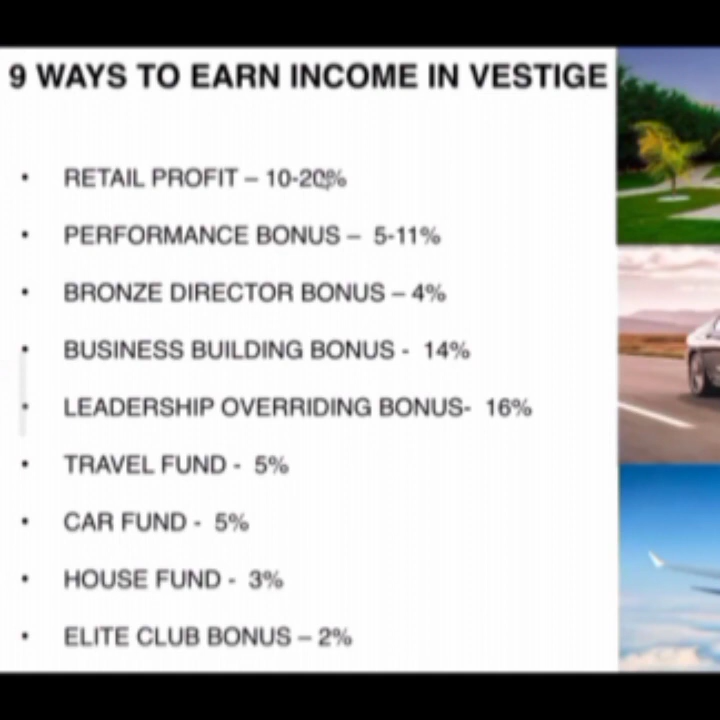 9 WAYS TO EARN INCOME IN VESTIGE
• RETAIL PROFIT – 10-20%
• PERFORMANCE BONUS – 5-11%
• BRONZE DIRECTOR BONUS – 4%
• BUSINESS BUILDING BONUS - 14%
• LEADERSHIP OVERRIDING BONUS- 16%
• TRAVEL FUND - 5%
• CAR FUND - 5%
• HOUSE FUND - 3%
• ELITE CLUB BONUS – 2%